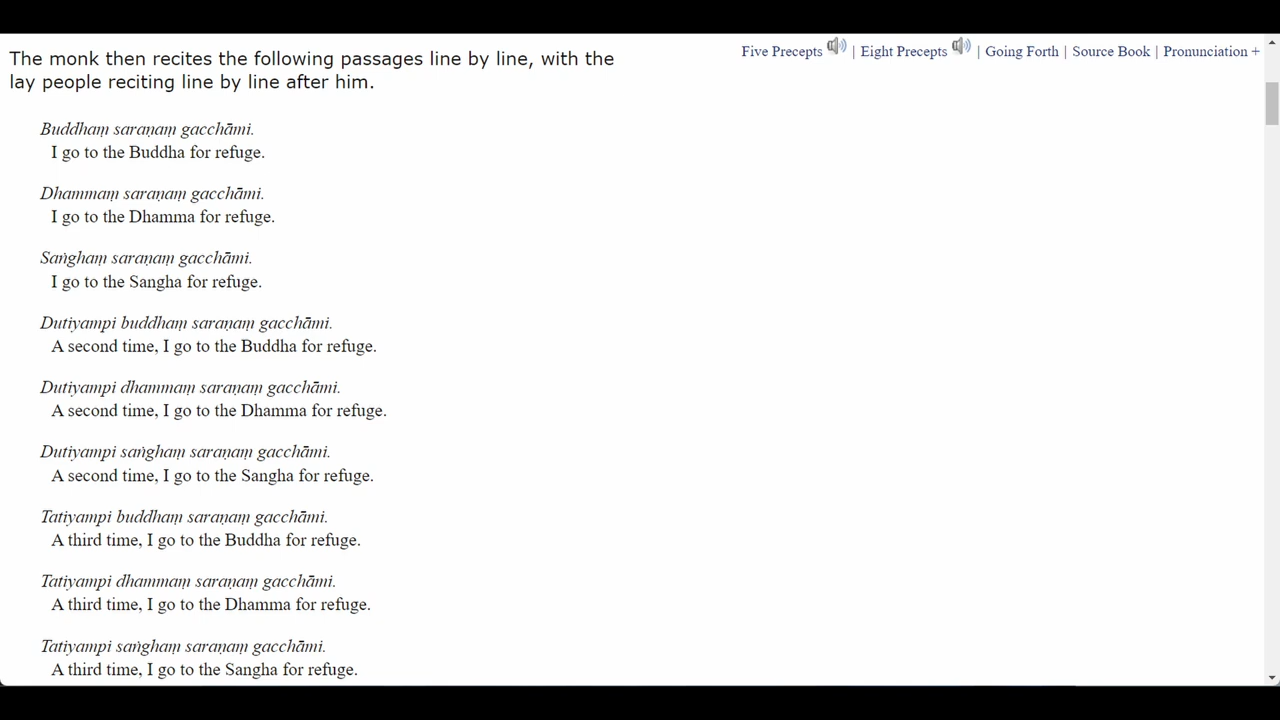 Five Precepts | Eight Precepts | Going Forth | Source Book | Pronunciation +
The monk then recites the following passages line by line, with the
lay people reciting line by line after him.
Buddhaṃ saraṇaṃ gacchāmi.
I go to the Buddha for refuge.
Dhammaṃ saraṇaṃ gacchāmi.
I go to the Dhamma for refuge.
Saṅghaṃ saraṇaṃ gacchāmi.
I go to the Sangha for refuge.
Dutiyampi buddhaṃ saraṇaṃ gacchāmi.
A second time, I go to the Buddha for refuge.
Dutiyampi dhammaṃ saraṇaṃ gacchāmi.
A second time, I go to the Dhamma for refuge.
Dutiyampi saṅghaṃ saraṇaṃ gacchāmi.
A second time, I go to the Sangha for refuge.
Tatiyampi buddhaṃ saraṇaṃ gacchāmi.
A third time, I go to the Buddha for refuge.
Tatiyampi dhammaṃ saraṇaṃ gacchāmi.
A third time, I go to the Dhamma for refuge.
Tatiyampi saṅghaṃ saraṇaṃ gacchāmi.
A third time, I go to the Sangha for refuge.